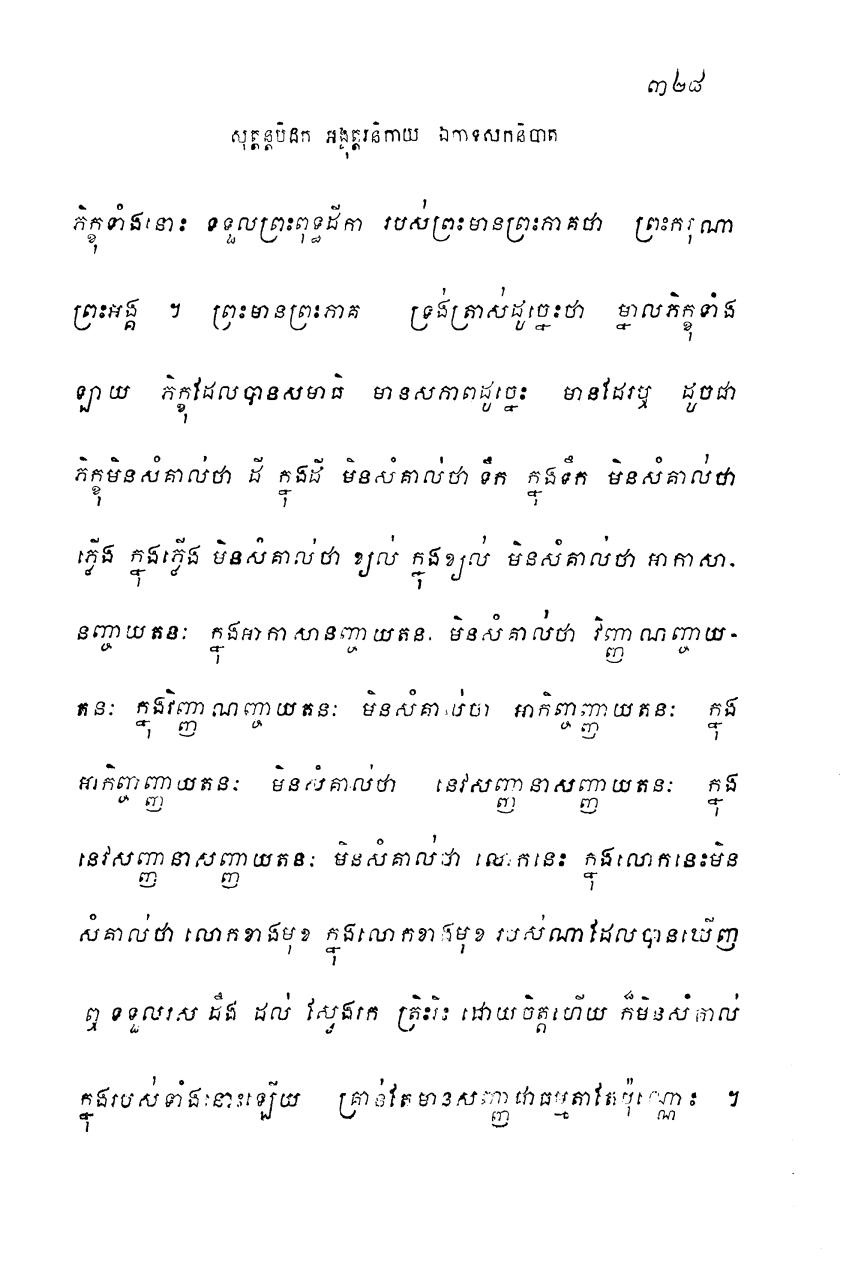 ៣២៨
សុត្តន្តបិដក អង្គុត្តរនិកាយ ឯកាទសកនិបាត
ភិក្ខុទាំងនោះ ទទួលព្រះពុទ្ធដីកា របស់ព្រះមានព្រះភាគថា ព្រះករុណា
ព្រះអង្គ ។ ព្រះមានព្រះភាគ ទ្រង់ត្រាស់ដូច្នេះថា ម្នាលភិក្ខុទាំង
ឡាយ ភិក្ខុដែលបានសមាធិ មានសភាពដូច្នេះ មានដែរឬ ដូចជា
ភិក្ខុមិនសំគាល់ថា ដី ក្នុងដី មិនសំគាល់ថា ទឹក ក្នុងទឹក មិនសំគាល់ថា
ភ្លើង ក្នុងភ្លើង មិនសំគាល់ថា ខ្យល់ ក្នុងខ្យល់ មិនសំគាល់ថា អាកាសា-
នញ្ចាយតនៈ ក្នុងអាកាសានញ្ចាយតនៈ មិនសំគាល់ថា វិញ្ញាណញ្ចាយ-
តនៈ ក្នុងវិញ្ញាណញ្ចាយតនៈ មិនសំគាល់ថា អាកិញ្ចញ្ញាយតនៈ ក្នុង
អាកិញ្ចញ្ញាយតនៈ មិនសំគាល់ថា នេវសញ្ញានាសញ្ញាយតនៈ ក្នុង
នេវសញ្ញានាសញ្ញាយតនៈ មិនសំគាល់ថា លោកនេះ ក្នុងលោកនេះមិន
សំគាល់ថា លោកខាងមុខ ក្នុងលោកខាងមុខ របស់ណាដែលបានឃើញ
ឮ ទទួលរស ដឹង ដល់ ស្វែងរក ត្រិះរិះ ដោយចិត្តហើយ ក៏មិនសំគាល់
ក្នុងរបស់ទាំងនោះឡើយ គ្រាន់តែមានសញ្ញាជាធម្មតាតែប៉ុណ្ណោះ ។